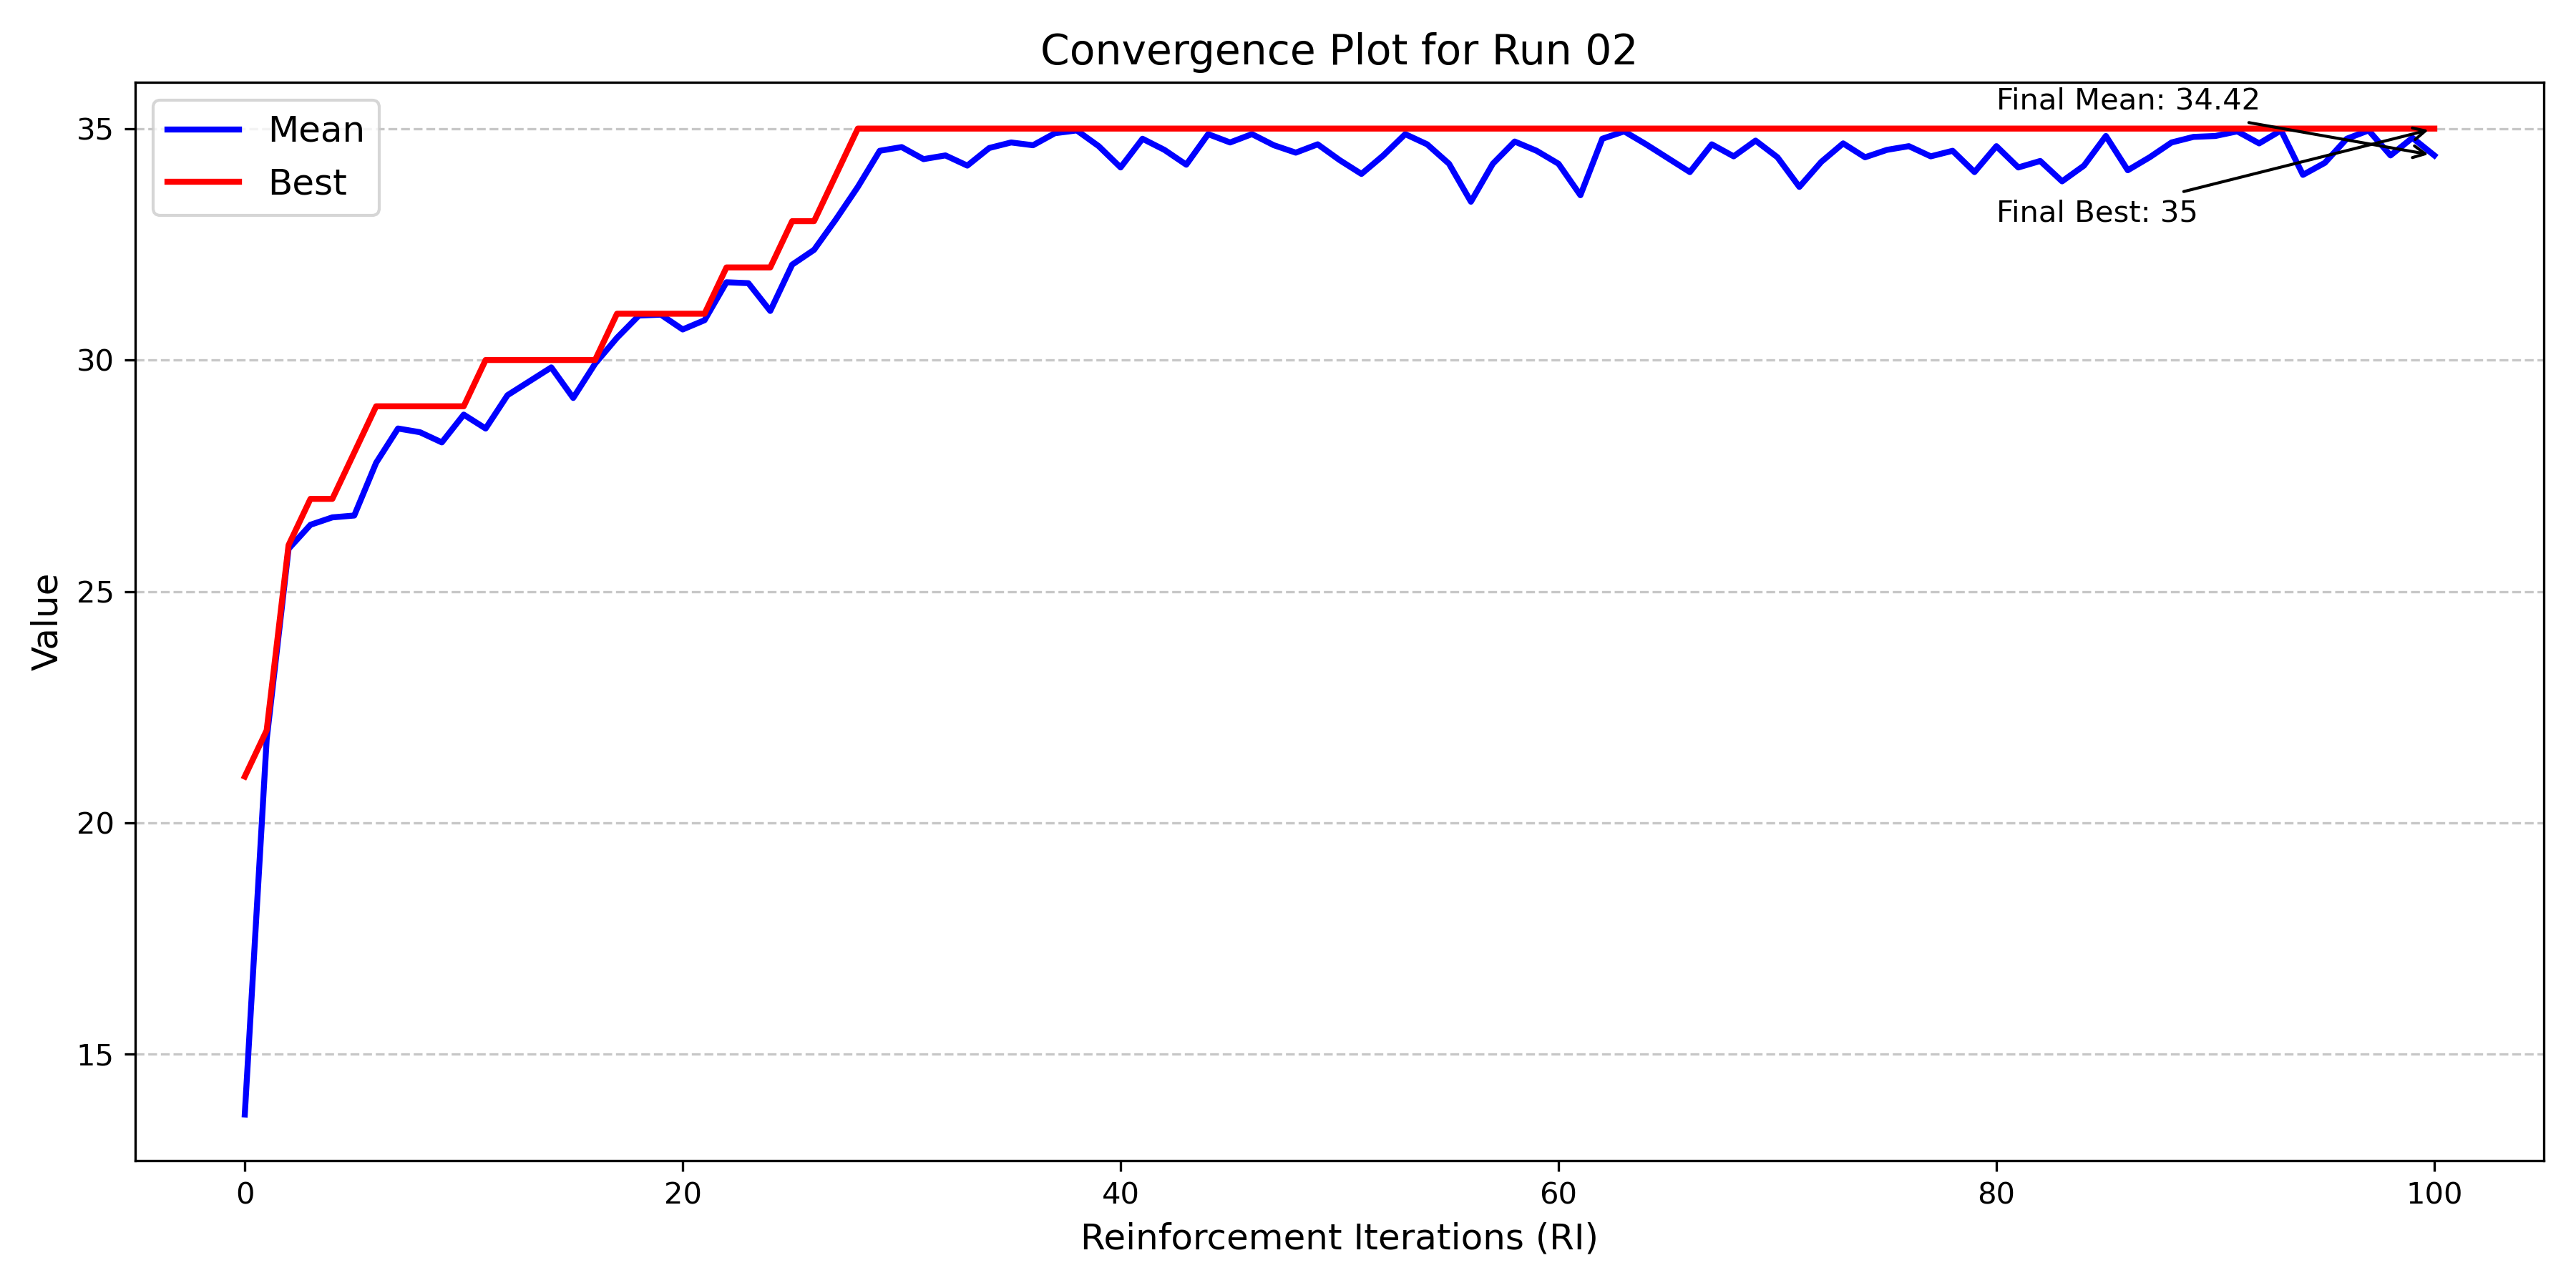 Convergence Plot for Run 02
Mean
Best
Final Mean: 34.42
Final Best: 35
Value
35
30
25
20
15
0 20 40 60 80 100
Reinforcement Iterations (RI)